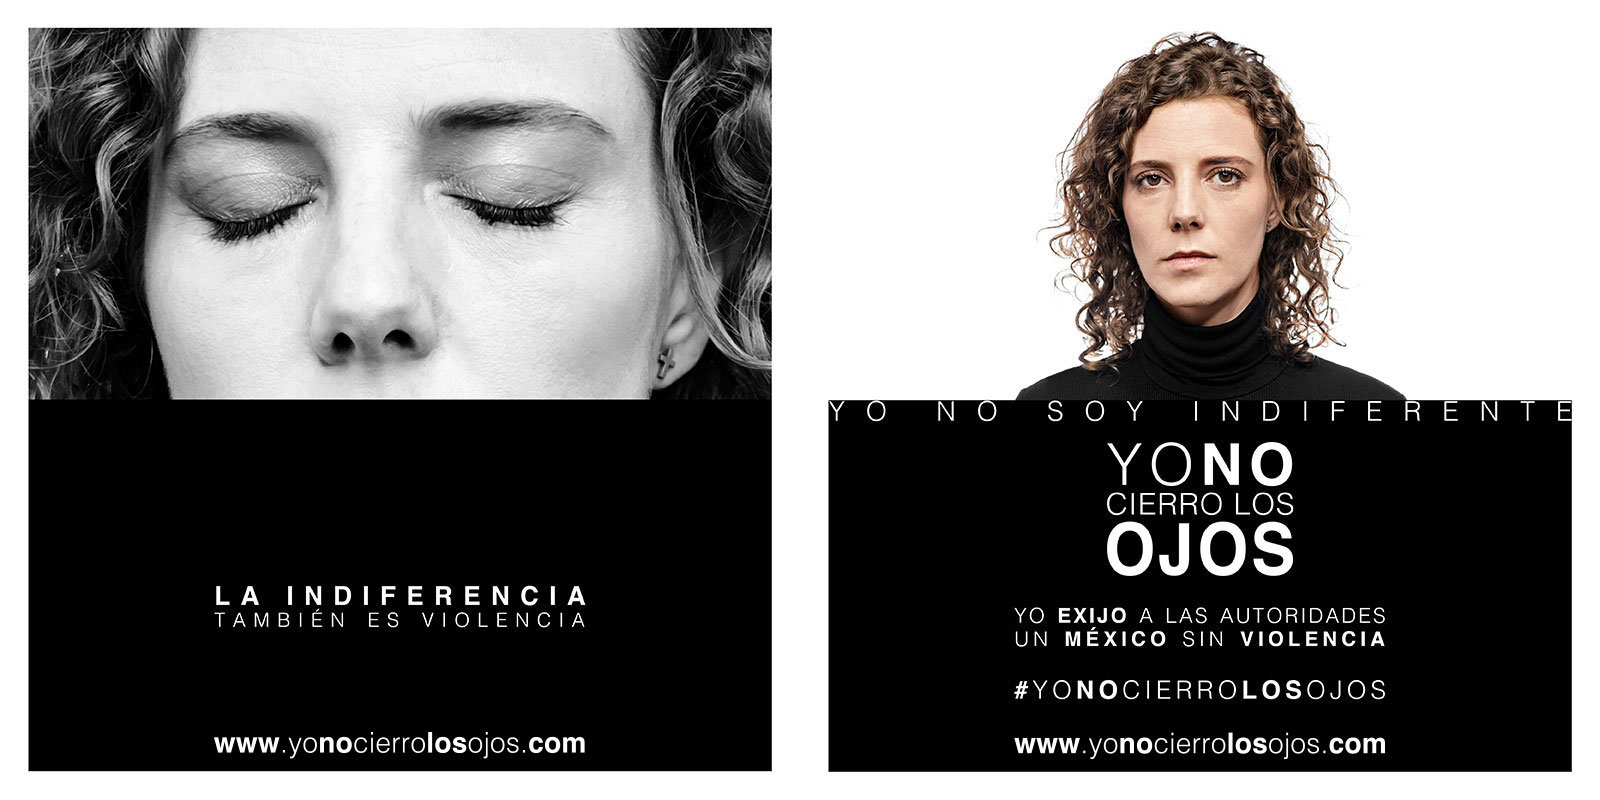 LA INDIFERENCIA
TAMBIÉN ES VIOLENCIA
www.yonocierrolosojos.com
YO NO SOY INDIFERENTE
YONO
CIERRO LOS
OJOS
YO EXIJO A LAS AUTORIDADES
UN MÉXICO SIN VIOLENCIA
#YONOCIERROLOSOJOS
www.yonocierrolosojos.com